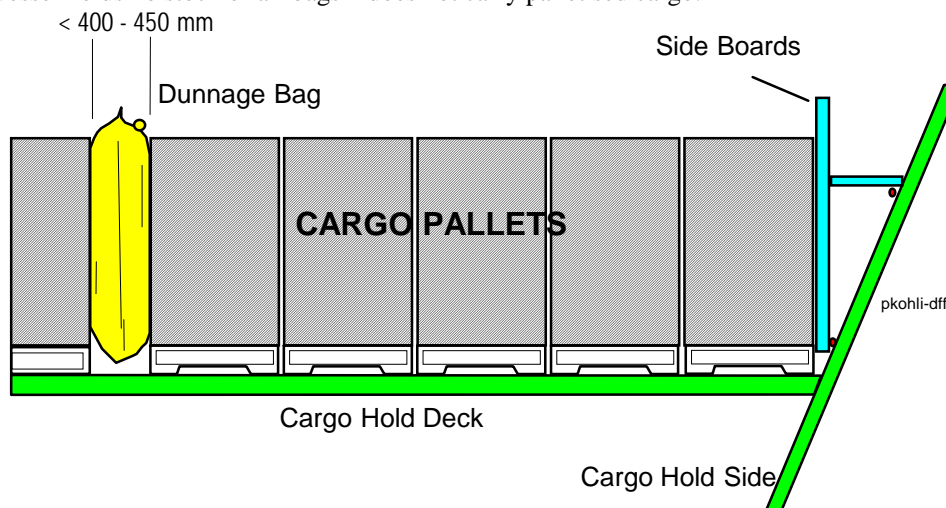 < 400 - 450 mm
Side Boards
Dunnage Bag
CARGO PALLETS
pkohli-dff
Cargo Hold Deck
Cargo Hold Side